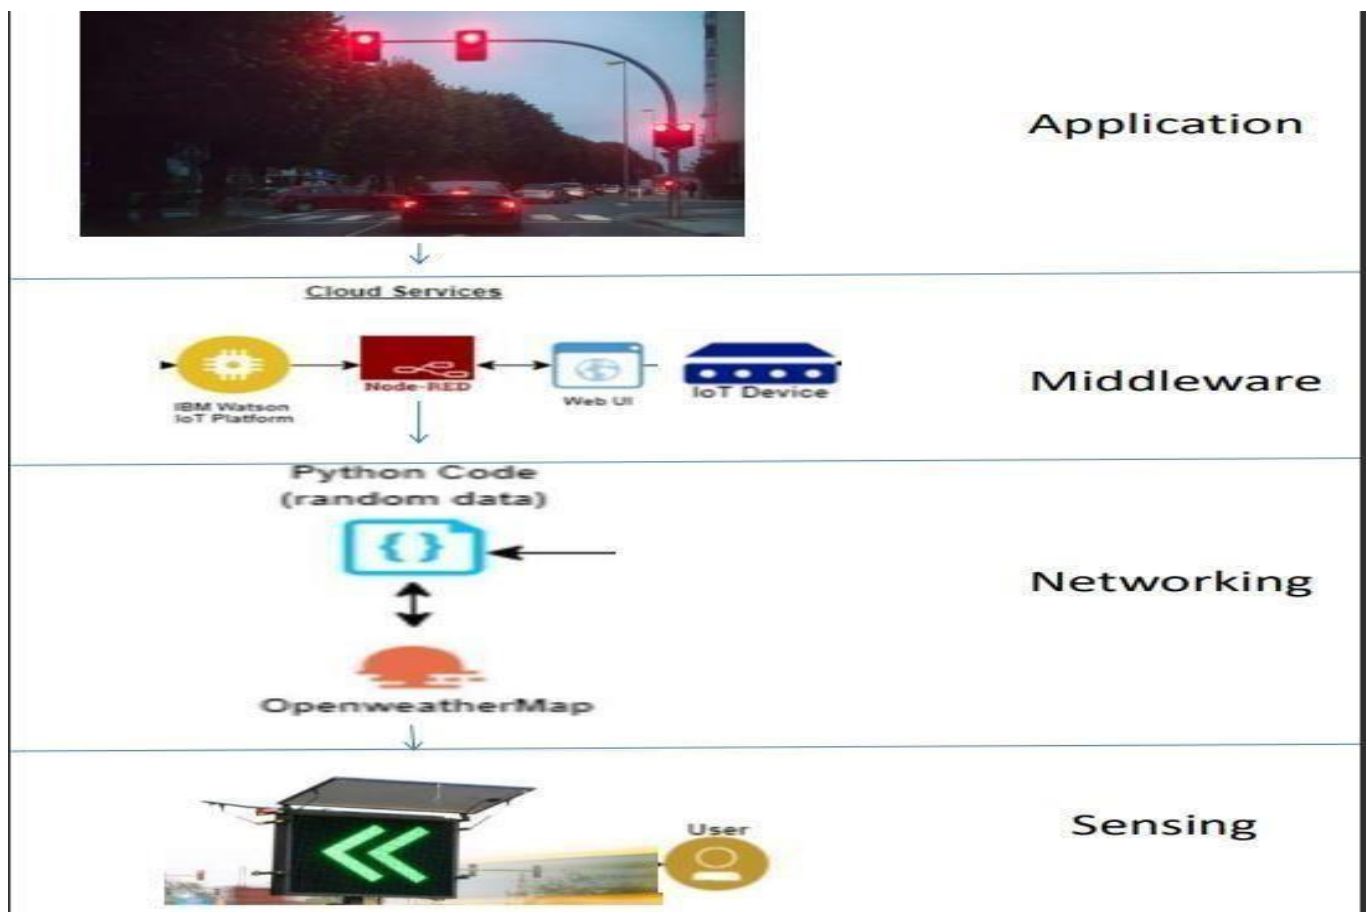 Application
Cloud Services
Node-RED
IBM Watson
IoT Platform
Web UI
IoT Device
Middleware
Python Code
(random data)
{}
Networking
OpenweatherMap
User
Sensing